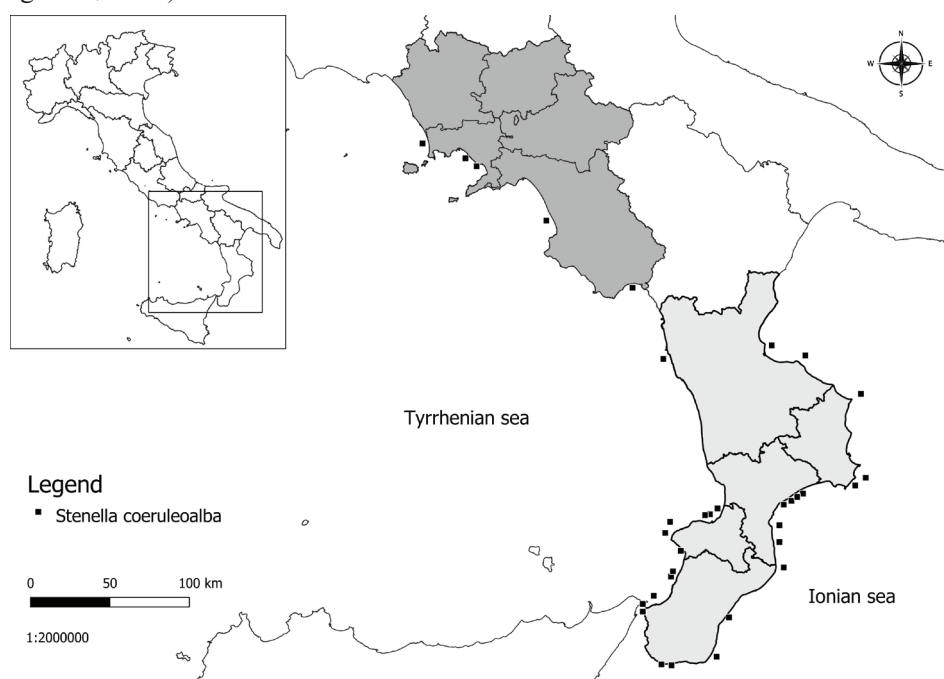 N
W
E
S
Tyrrhenian sea
Legend
Stenella coeruleoalba
0 50 100 km
1:2000000
Ionian sea